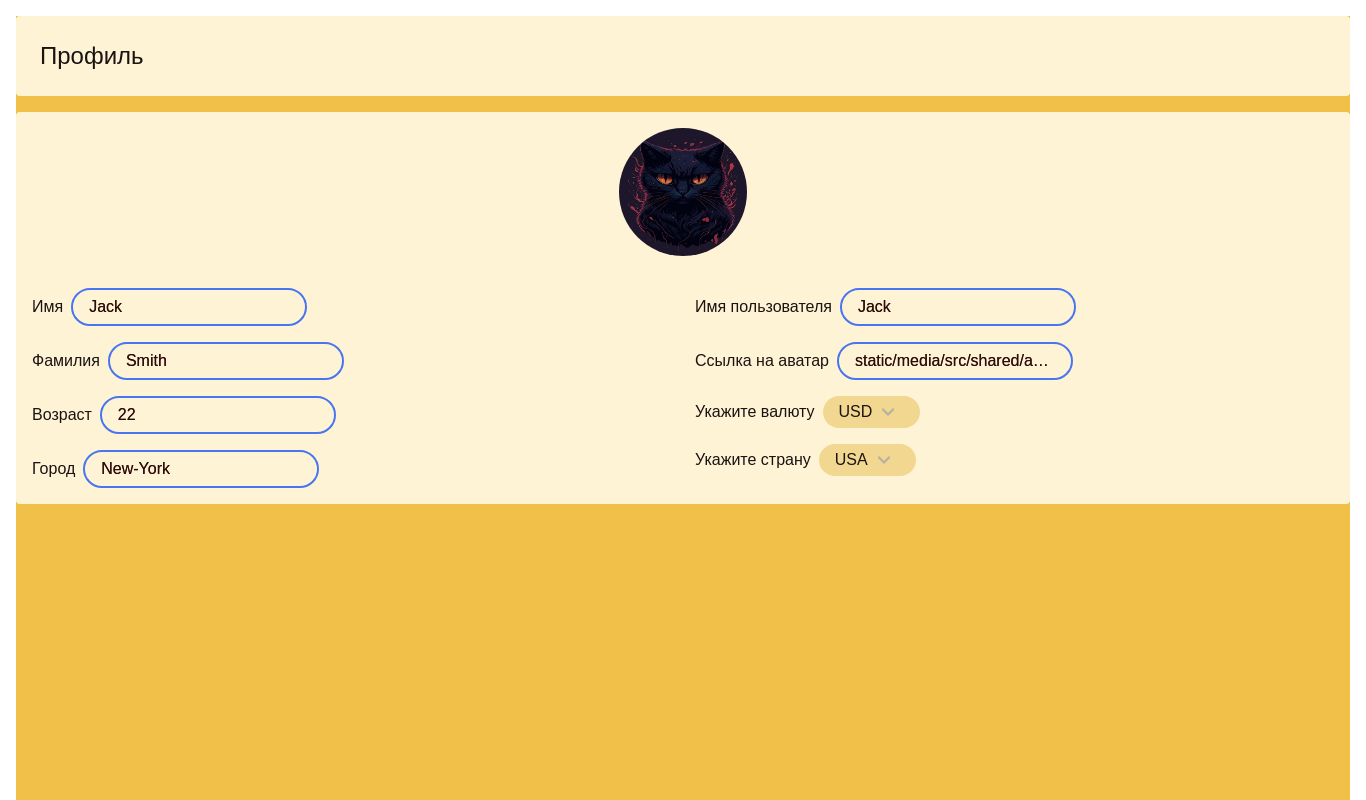 Профиль
Имя Jack
Фамилия Smith
Возраст 22
Город New-York
Имя пользователя Jack
Ссылка на аватар static/media/src/shared/a…
Укажите валюту USD
Укажите страну USA